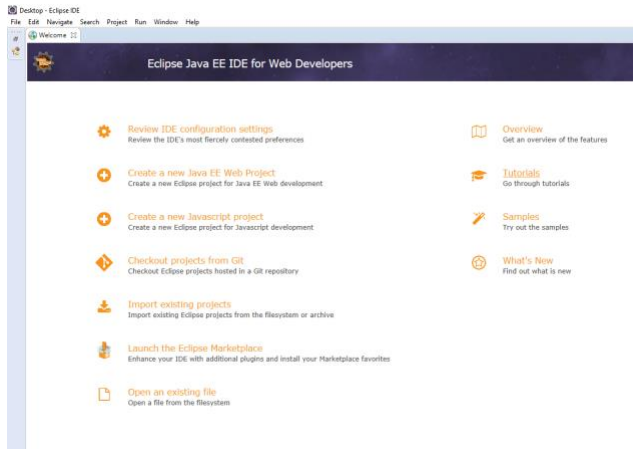 Desktop - Eclipse IDE
File Edit Navigate Search Project Run Window Help
Welcome
Eclipse Java EE IDE for Web Developers
Review IDE configuration settings
Review the IDE's most fiercely contested preferences
Create a new Java EE Web Project
Create a new Eclipse project for Java EE Web development
Create a new Javascript project
Create a new Eclipse project for Javascript development
Checkout projects from Git
Checkout Eclipse projects hosted in a Git repository
Import existing projects
Import existing Eclipse projects from the filesystem or archive
Launch the Eclipse Marketplace
Enhance your IDE with additional plugins and install your Marketplace favorites
Open an existing file
Open a file from the filesystem
Overview
Get an overview of the features
Tutorials
Go through tutorials
Samples
Try out the samples
What's New
Find out what is new